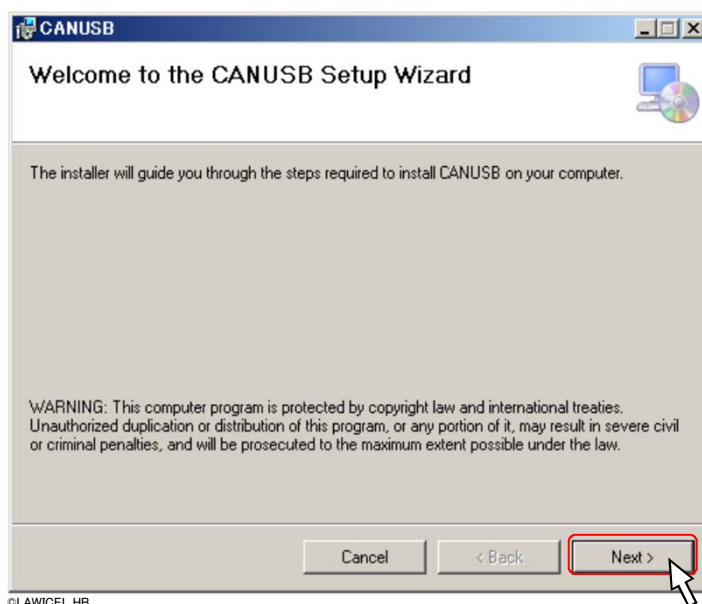 CANUSB
Welcome to the CANUSB Setup Wizard
The installer will guide you through the steps required to install CANUSB on your computer.
WARNING: This computer program is protected by copyright law and international treaties.
Unauthorized duplication or distribution of this program, or any portion of it, may result in severe civil
or criminal penalties, and will be prosecuted to the maximum extent possible under the law.
Cancel
< Back
Next >
©LAWICEL HB